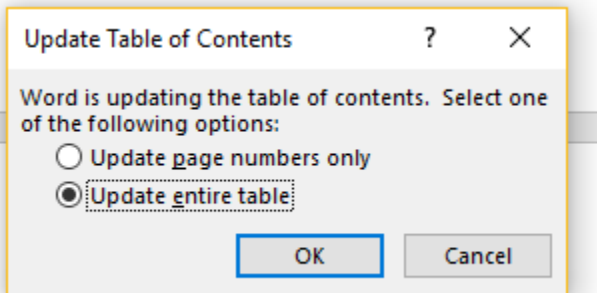 Update Table of Contents ?
Word is updating the table of contents. Select one
of the following options:
Update page numbers only
Update entire table
OK Cancel